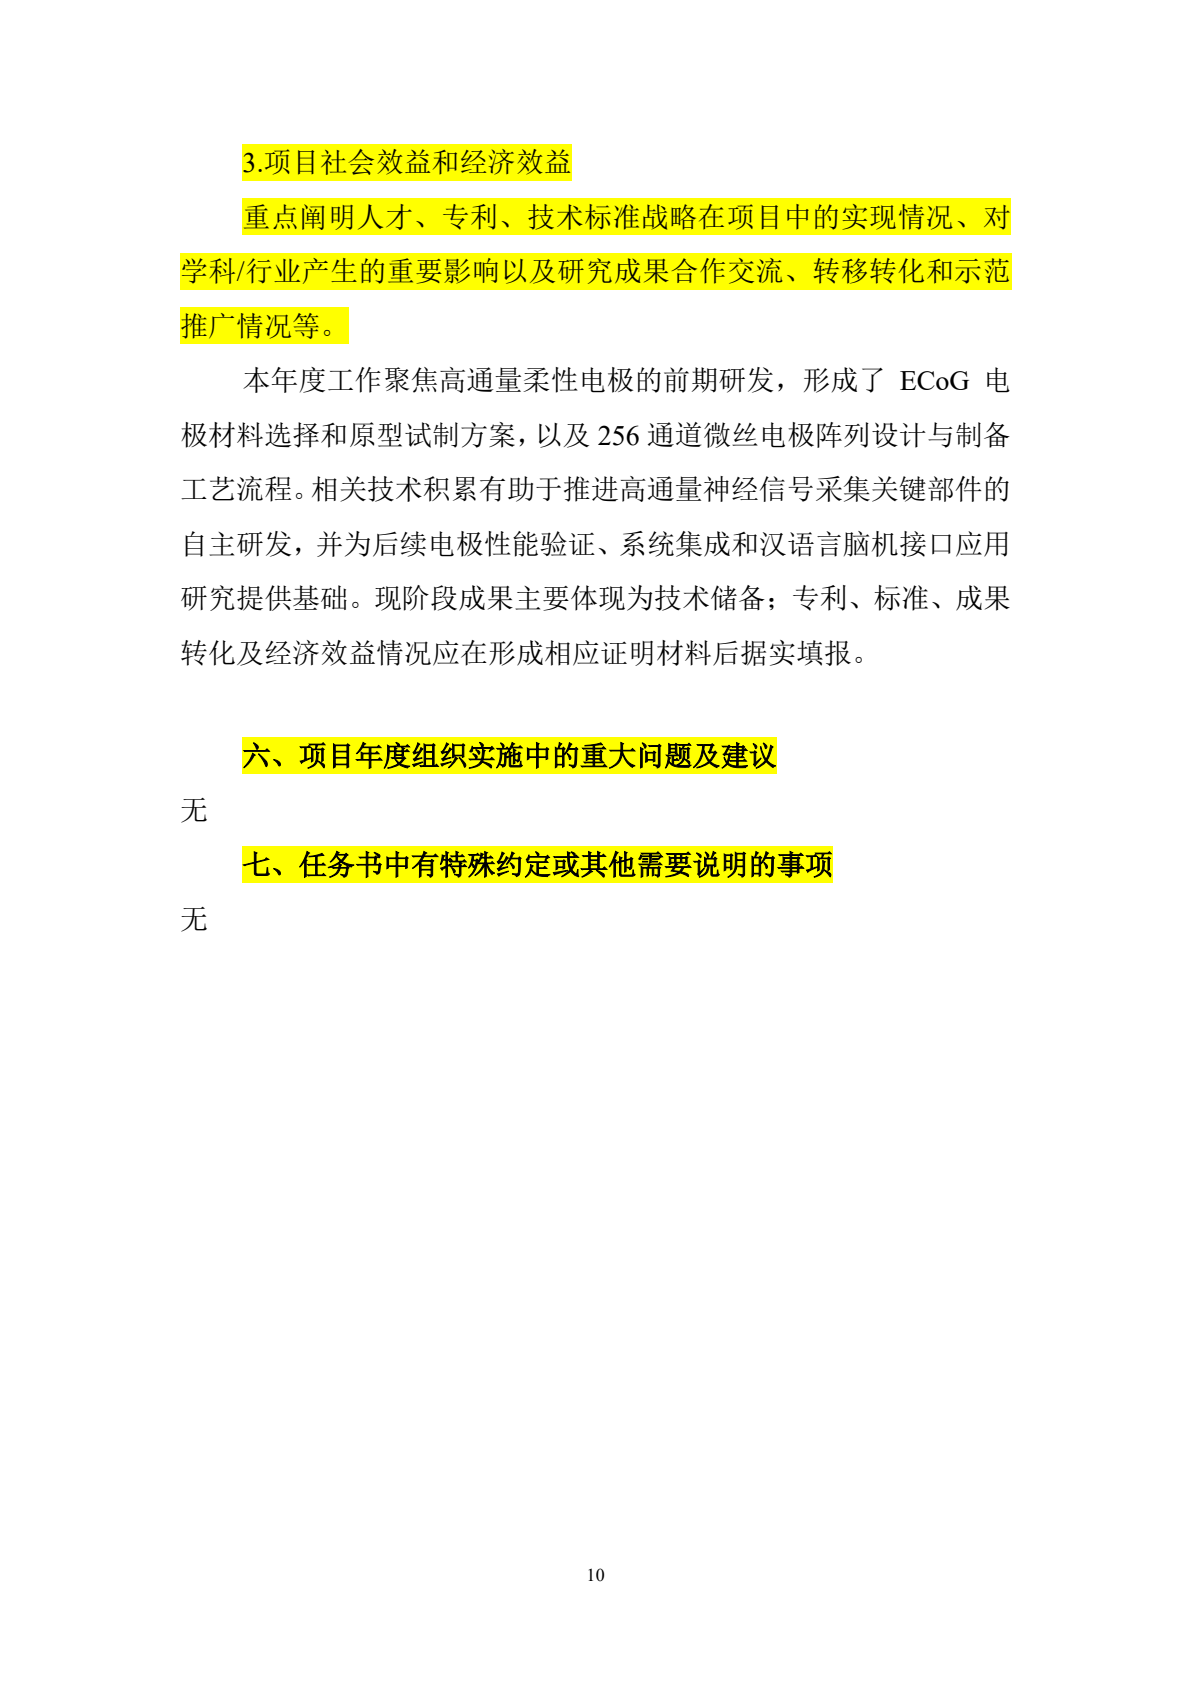 3.项目社会效益和经济效益
重点阐明人才、专利、技术标准战略在项目中的实现情况、对
学科/行业产生的重要影响以及研究成果合作交流、转移转化和示范
推广情况等。
本年度工作聚焦高通量柔性电极的前期研发，形成了 ECoG 电
极材料选择和原型试制方案，以及 256 通道微丝电极阵列设计与制备
工艺流程。相关技术积累有助于推进高通量神经信号采集关键部件的
自主研发，并为后续电极性能验证、系统集成和汉语言脑机接口应用
研究提供基础。现阶段成果主要体现为技术储备；专利、标准、成果
转化及经济效益情况应在形成相应证明材料后据实填报。
六、项目年度组织实施中的重大问题及建议
无
七、任务书中有特殊约定或其他需要说明的事项
无
10